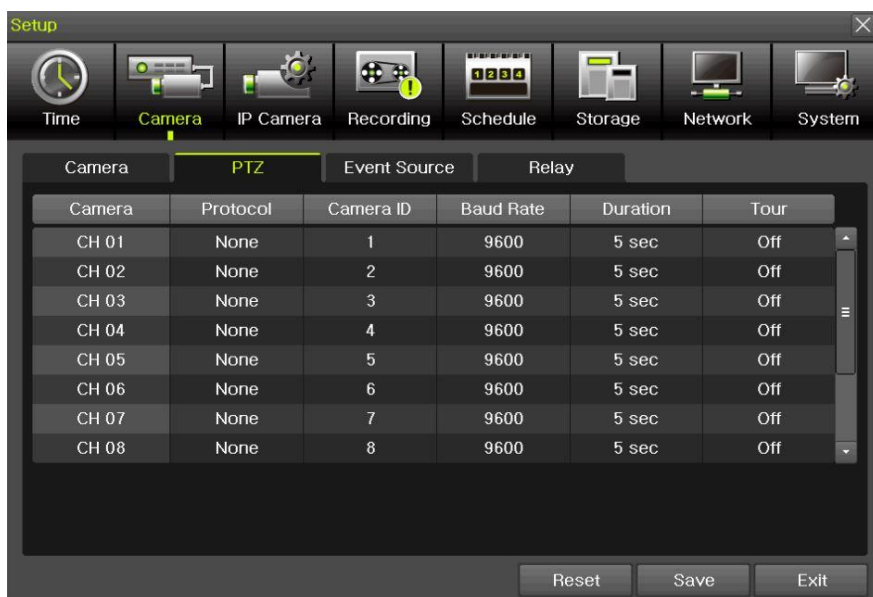 Setup
Time Camera IP Camera Recording Schedule Storage Network System
Camera PTZ Event Source Relay
Camera Protocol Camera ID Baud Rate Duration Tour
CH 01 None 1 9600 5 sec Off
CH 02 None 2 9600 5 sec Off
CH 03 None 3 9600 5 sec Off
CH 04 None 4 9600 5 sec Off
CH 05 None 5 9600 5 sec Off
CH 06 None 6 9600 5 sec Off
CH 07 None 7 9600 5 sec Off
CH 08 None 8 9600 5 sec Off
Reset Save Exit